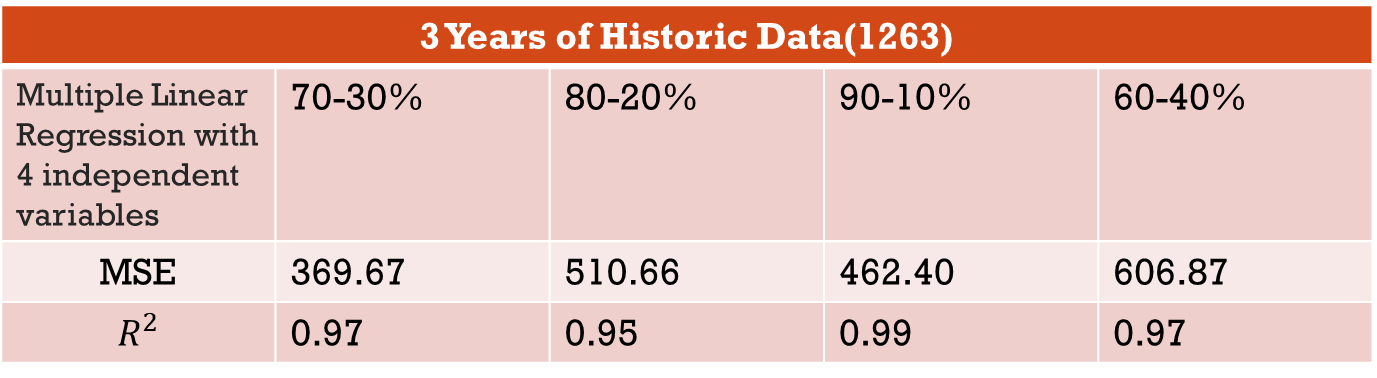 3 Years of Historic Data(1263)
Multiple Linear 70-30% 80-20% 90-10% 60-40%
Regression with
4 independent
variables
MSE 369.67 510.66 462.40 606.87
R² 0.97 0.95 0.99 0.97